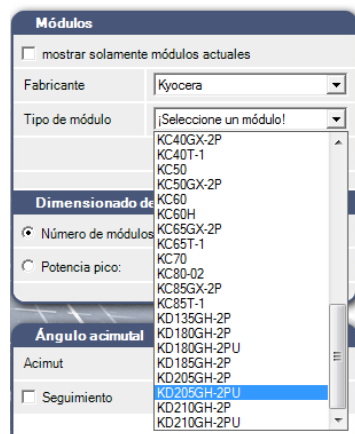 Módulos
mostrar solamente módulos actuales
Fabricante Kyocera
Tipo de módulo ¡Seleccione un módulo!
KC40GX-2P
KC40T-1
KC50
KC50GX-2P
KC60
KC60H
KC65GX-2P
KC65T-1
KC70
KC80-02
KC85GX-2P
KC85T-1
KD135GH-2P
KD180GH-2P
KD180GH-2PU
KD185GH-2P
KD205GH-2P
KD205GH-2PU
KD210GH-2P
KD210GH-2PU
Dimensionado de
Número de módulos
Potencia pico:
Ángulo acimutal
Acimut
Seguimiento